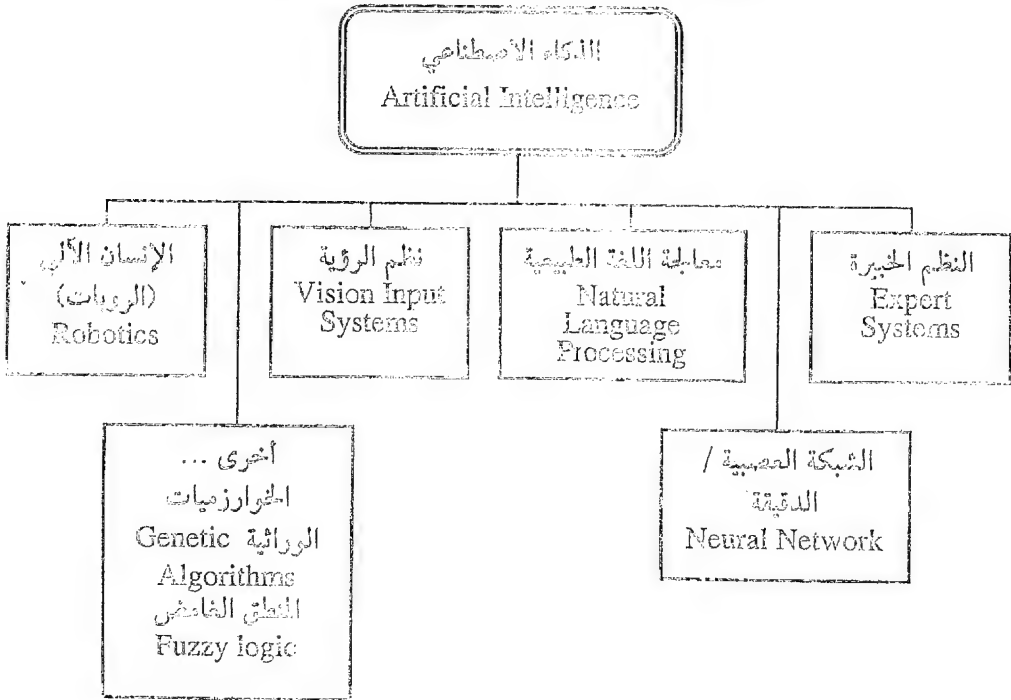 الذكاء الاصطناعي
Artificial Intelligence
النظم الخبيرة
Expert
Systems
معالجة اللغة الطبيعية
Natural
Language
Processing
نظم الرؤية
Vision Input
Systems
الإنسان الآلي
(الروبات)
Robotics
الشبكة العصبية /
الدقيقة
Neural Network
أخرى ...
الخوارزميات
الوراثية Genetic
Algorithms
المنطق الغامض
Fuzzy logic